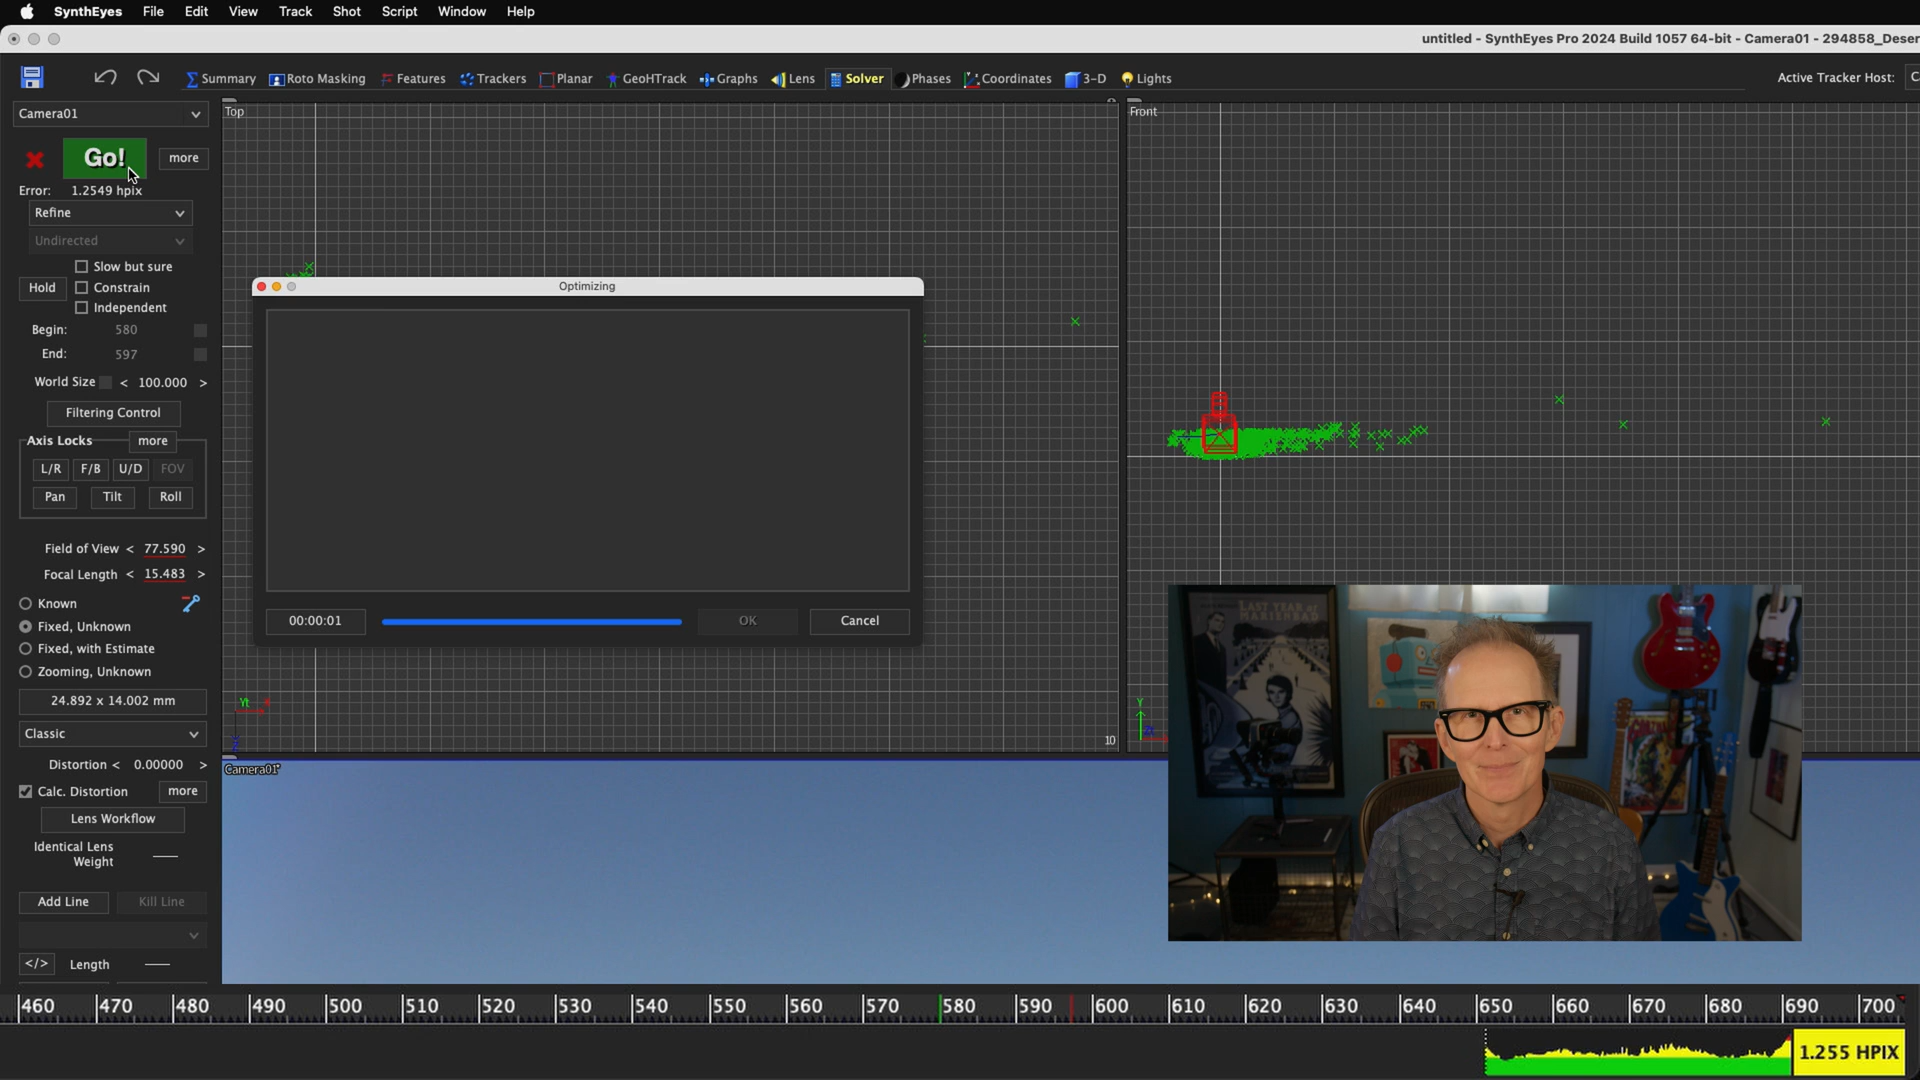 SynthEyes File Edit View Track Shot Script Window Help
untitled - SynthEyes Pro 2024 Build 1057 64-bit - Camera01 - 294858_Deser
Summary Roto Masking Features Trackers Planar GeoHTrack Graphs Lens Solver Phases Coordinates 3-D Lights Active Tracker Host: C
Camera01
Top
Front
Go!
more
Error: 1.2549 hpix
Refine
Undirected
Slow but sure
Hold
Constrain
Independent
Begin: 580
End: 597
World Size < 100.000 >
Filtering Control
Axis Locks more
L/R F/B U/D FOV
Pan Tilt Roll
Field of View < 77.590 >
Focal Length < 15.483 >
Known
Fixed, Unknown
Fixed, with Estimate
Zooming, Unknown
24.892 x 14.002 mm
Classic
Distortion < 0.00000 >
Calc. Distortion more
Lens Workflow
Identical Lens
Weight
Add Line Kill Line
</> Length
Optimizing
00:00:01 OK Cancel
Yt
10
Y
Camera01*
LAST YEAR AT
MARIENBAD
460 470 480 490 500 510 520 530 540 550 560 570 580 590 600 610 620 630 640 650 660 670 680 690 700
1.255 HPIX